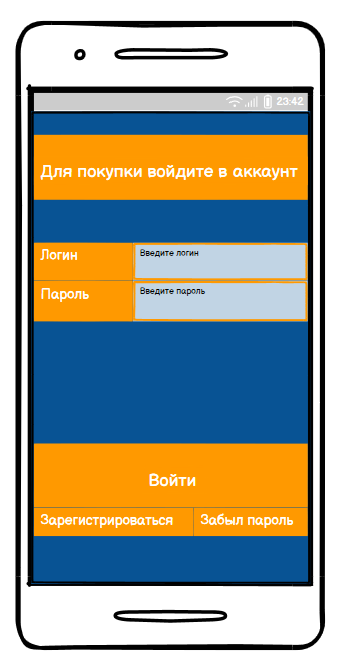 23:42
Для покупки войдите в аккаунт
Логин
Введите логин
Пароль
Введите пароль
Войти
Зарегистрироваться
Забыл пароль